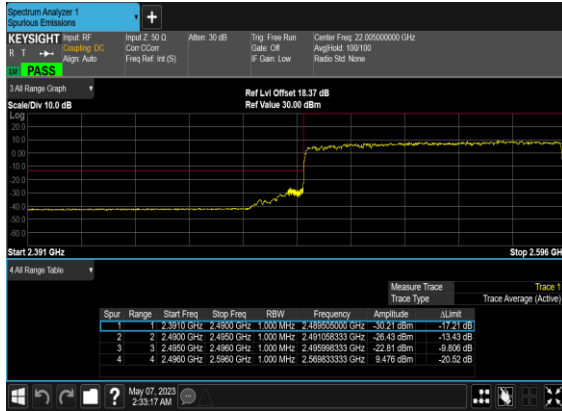 Spectrum Analyzer 1
Spurious Emissions
+
KEYSIGHT Input: RF Input Z: 50 Ω Atten: 30 dB Trig: Free Run Center Freq: 22.005000000 GHz
R T Coupling: DC Corr CCorr Gate: Off Avg|Hold: 100/100
Align: Auto Freq Ref: Int (S) IF Gain: Low Radio Std: None
PASS
3 All Range Graph
Ref Lvl Offset 18.37 dB
Scale/Div 10.0 dB Ref Value 30.00 dBm
Log
20.0
10.0
0.00
-10.0
-20.0
-30.0
-40.0
-50.0
-60.0
Start 2.391 GHz Stop 2.596 GHz
4 All Range Table
Measure Trace Trace 1
Trace Type Trace Average (Active)
Spur Range Start Freq Stop Freq RBW Frequency Amplitude ΔLimit
1 1 2.3910 GHz 2.4900 GHz 1.000 MHz 2.489505000 GHz -30.21 dBm -17.21 dB
2 2 2.4900 GHz 2.4950 GHz 1.000 MHz 2.491058333 GHz -26.43 dBm -13.43 dB
3 3 2.4950 GHz 2.4960 GHz 1.000 MHz 2.495998333 GHz -22.81 dBm -9.806 dB
4 4 2.4960 GHz 2.5960 GHz 1.000 MHz 2.569833333 GHz 9.476 dBm -20.52 dB
? May 07, 2023
2:33:17 AM